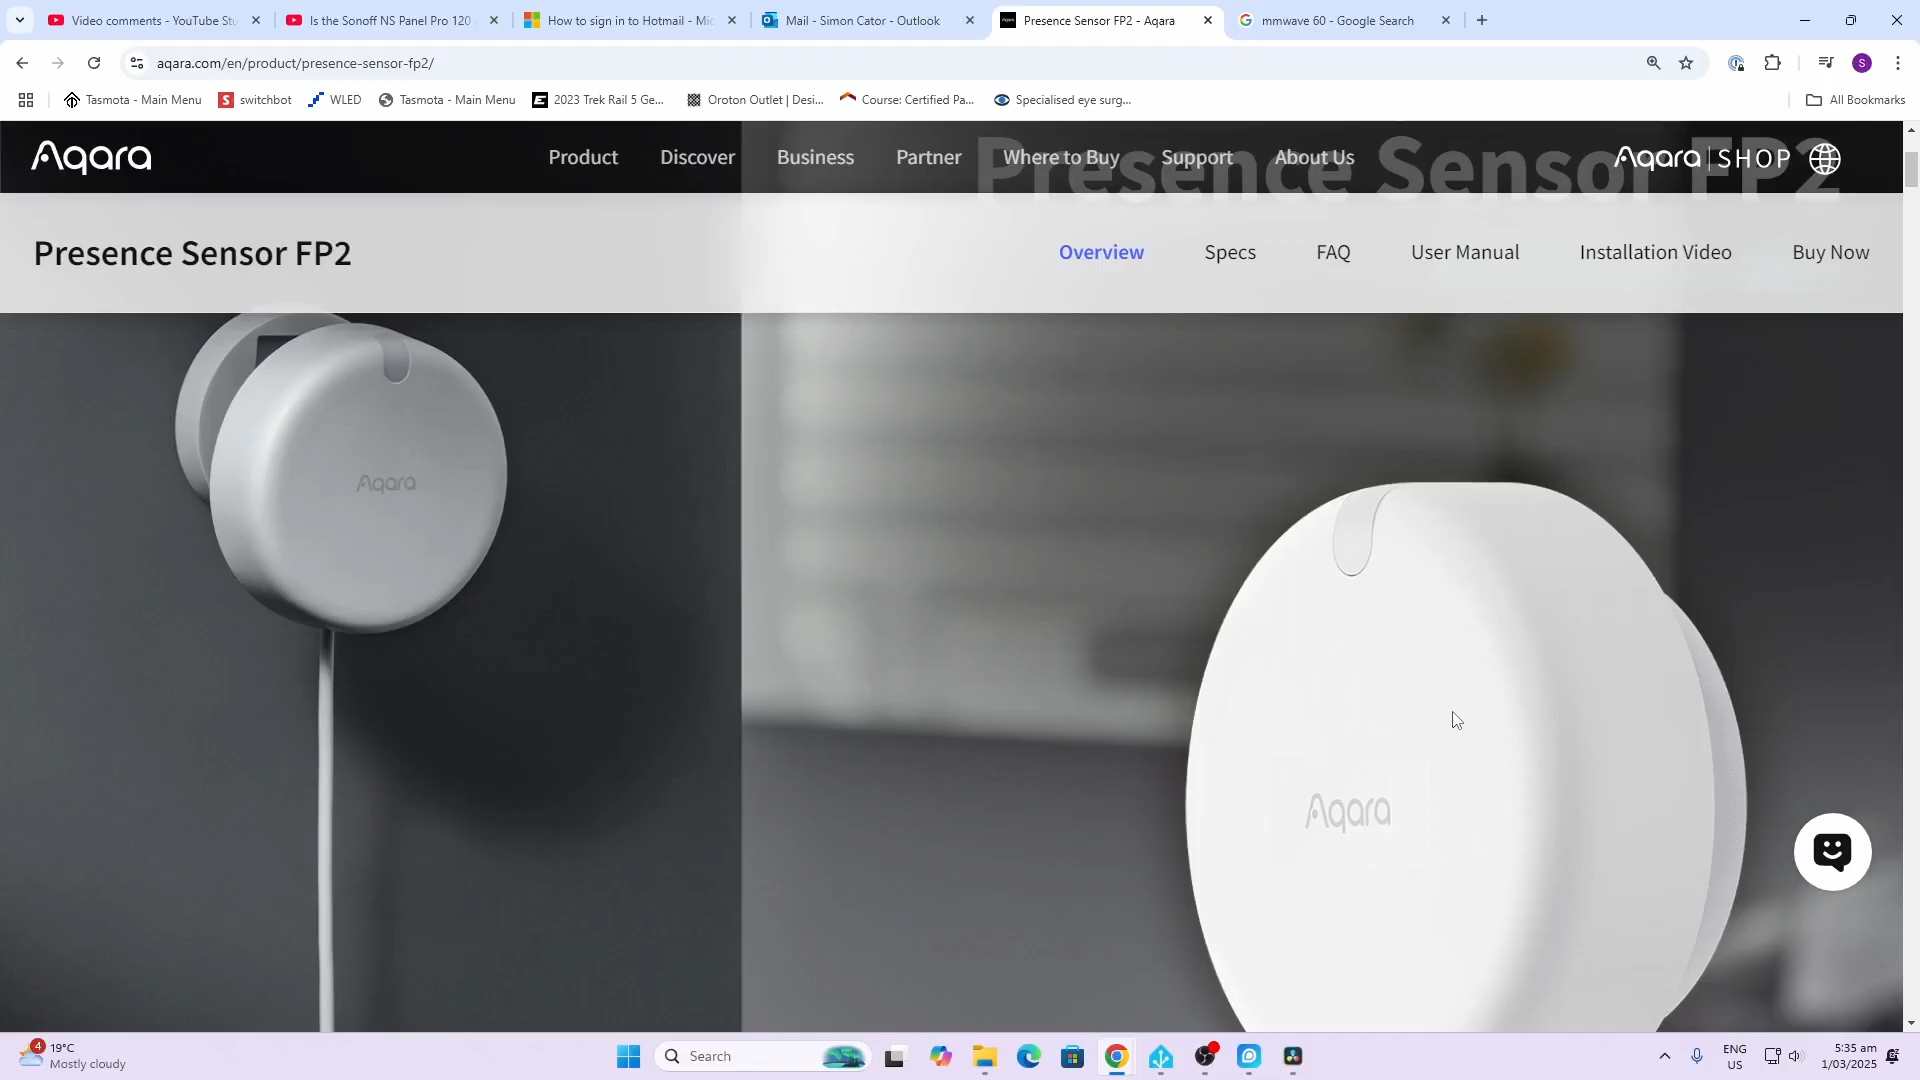 Video comments - YouTube Stu
Is the Sonoff NS Panel Pro 120
How to sign in to Hotmail - Mic
Mail - Simon Cator - Outlook
Presence Sensor FP2 - Aqara
mmwave 60 - Google Search
aqara.com/en/product/presence-sensor-fp2/
S
Tasmota - Main Menu
switchbot
WLED
Tasmota - Main Menu
2023 Trek Rail 5 Ge...
Oroton Outlet | Desi...
Course: Certified Pa...
Specialised eye surg...
All Bookmarks
Presence Sensor FP2
Aqara
Product
Discover
Business
Partner
Where to Buy
Support
About Us
Aqara | SHOP
Presence Sensor FP2
Overview
Specs
FAQ
User Manual
Installation Video
Buy Now
Aqara
Aqara
4
19°C
Mostly cloudy
Search
ENG
US
5:35 am
1/03/2025